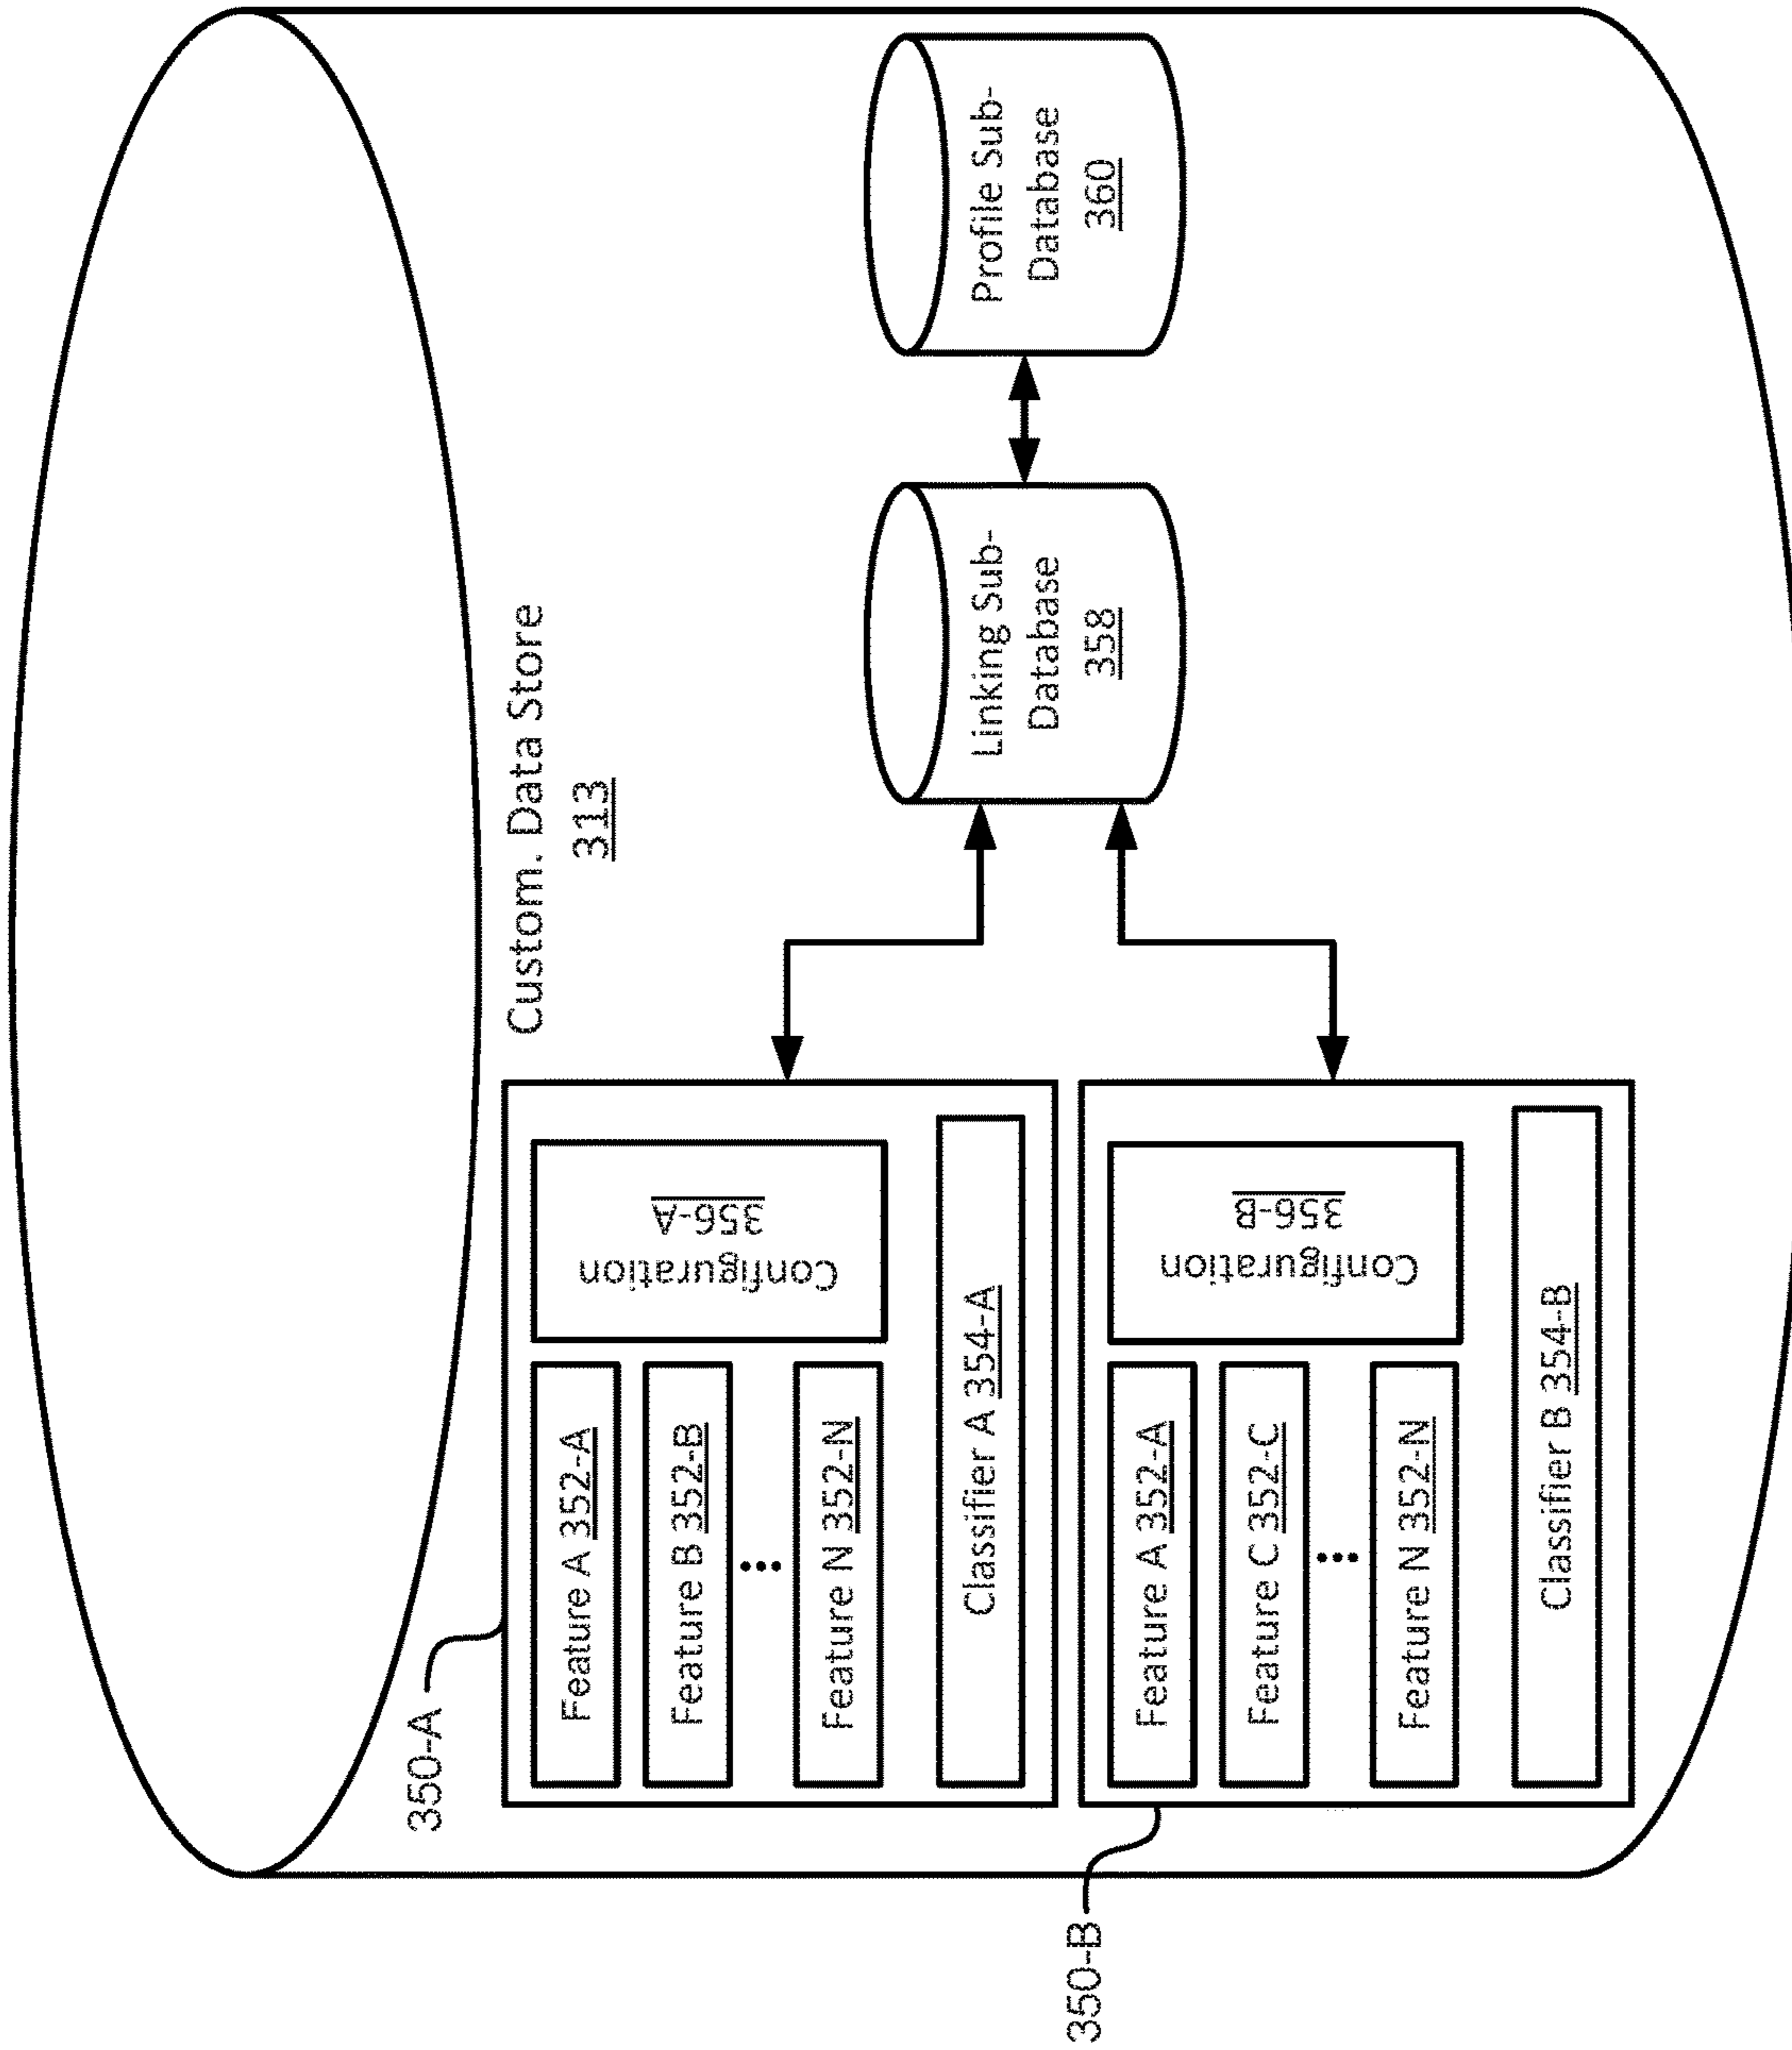 Custom. Data Store
313
350-A
Feature A 352-A
Feature B 352-B
...
Feature N 352-N
Configuration
356-A
Classifier A 354-A
350-B
Feature A 352-A
Feature C 352-C
...
Feature N 352-N
Configuration
356-B
Classifier B 354-B
Linking Sub-
Database
358
Profile Sub-
Database
360